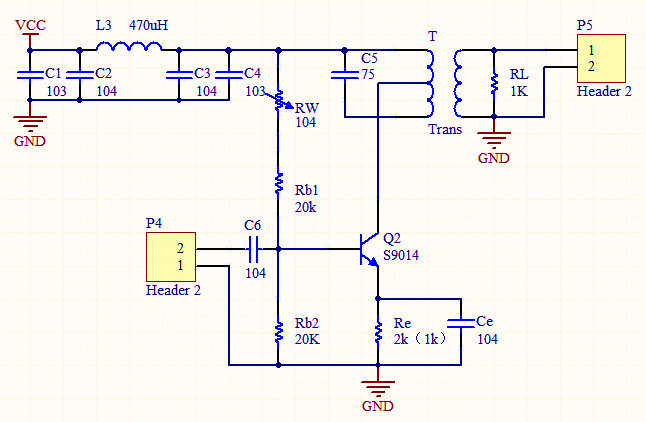 VCC
L3 470uH
T
P5
C1
103
C2
104
C3
104
C4
103
C5
75
RW
104
RL
1K
1
2
Header 2
GND
Trans
GND
Rb1
20k
P4
2
1
Header 2
C6
104
Q2
S9014
Rb2
20K
Re
2k（1k）
Ce
104
GND